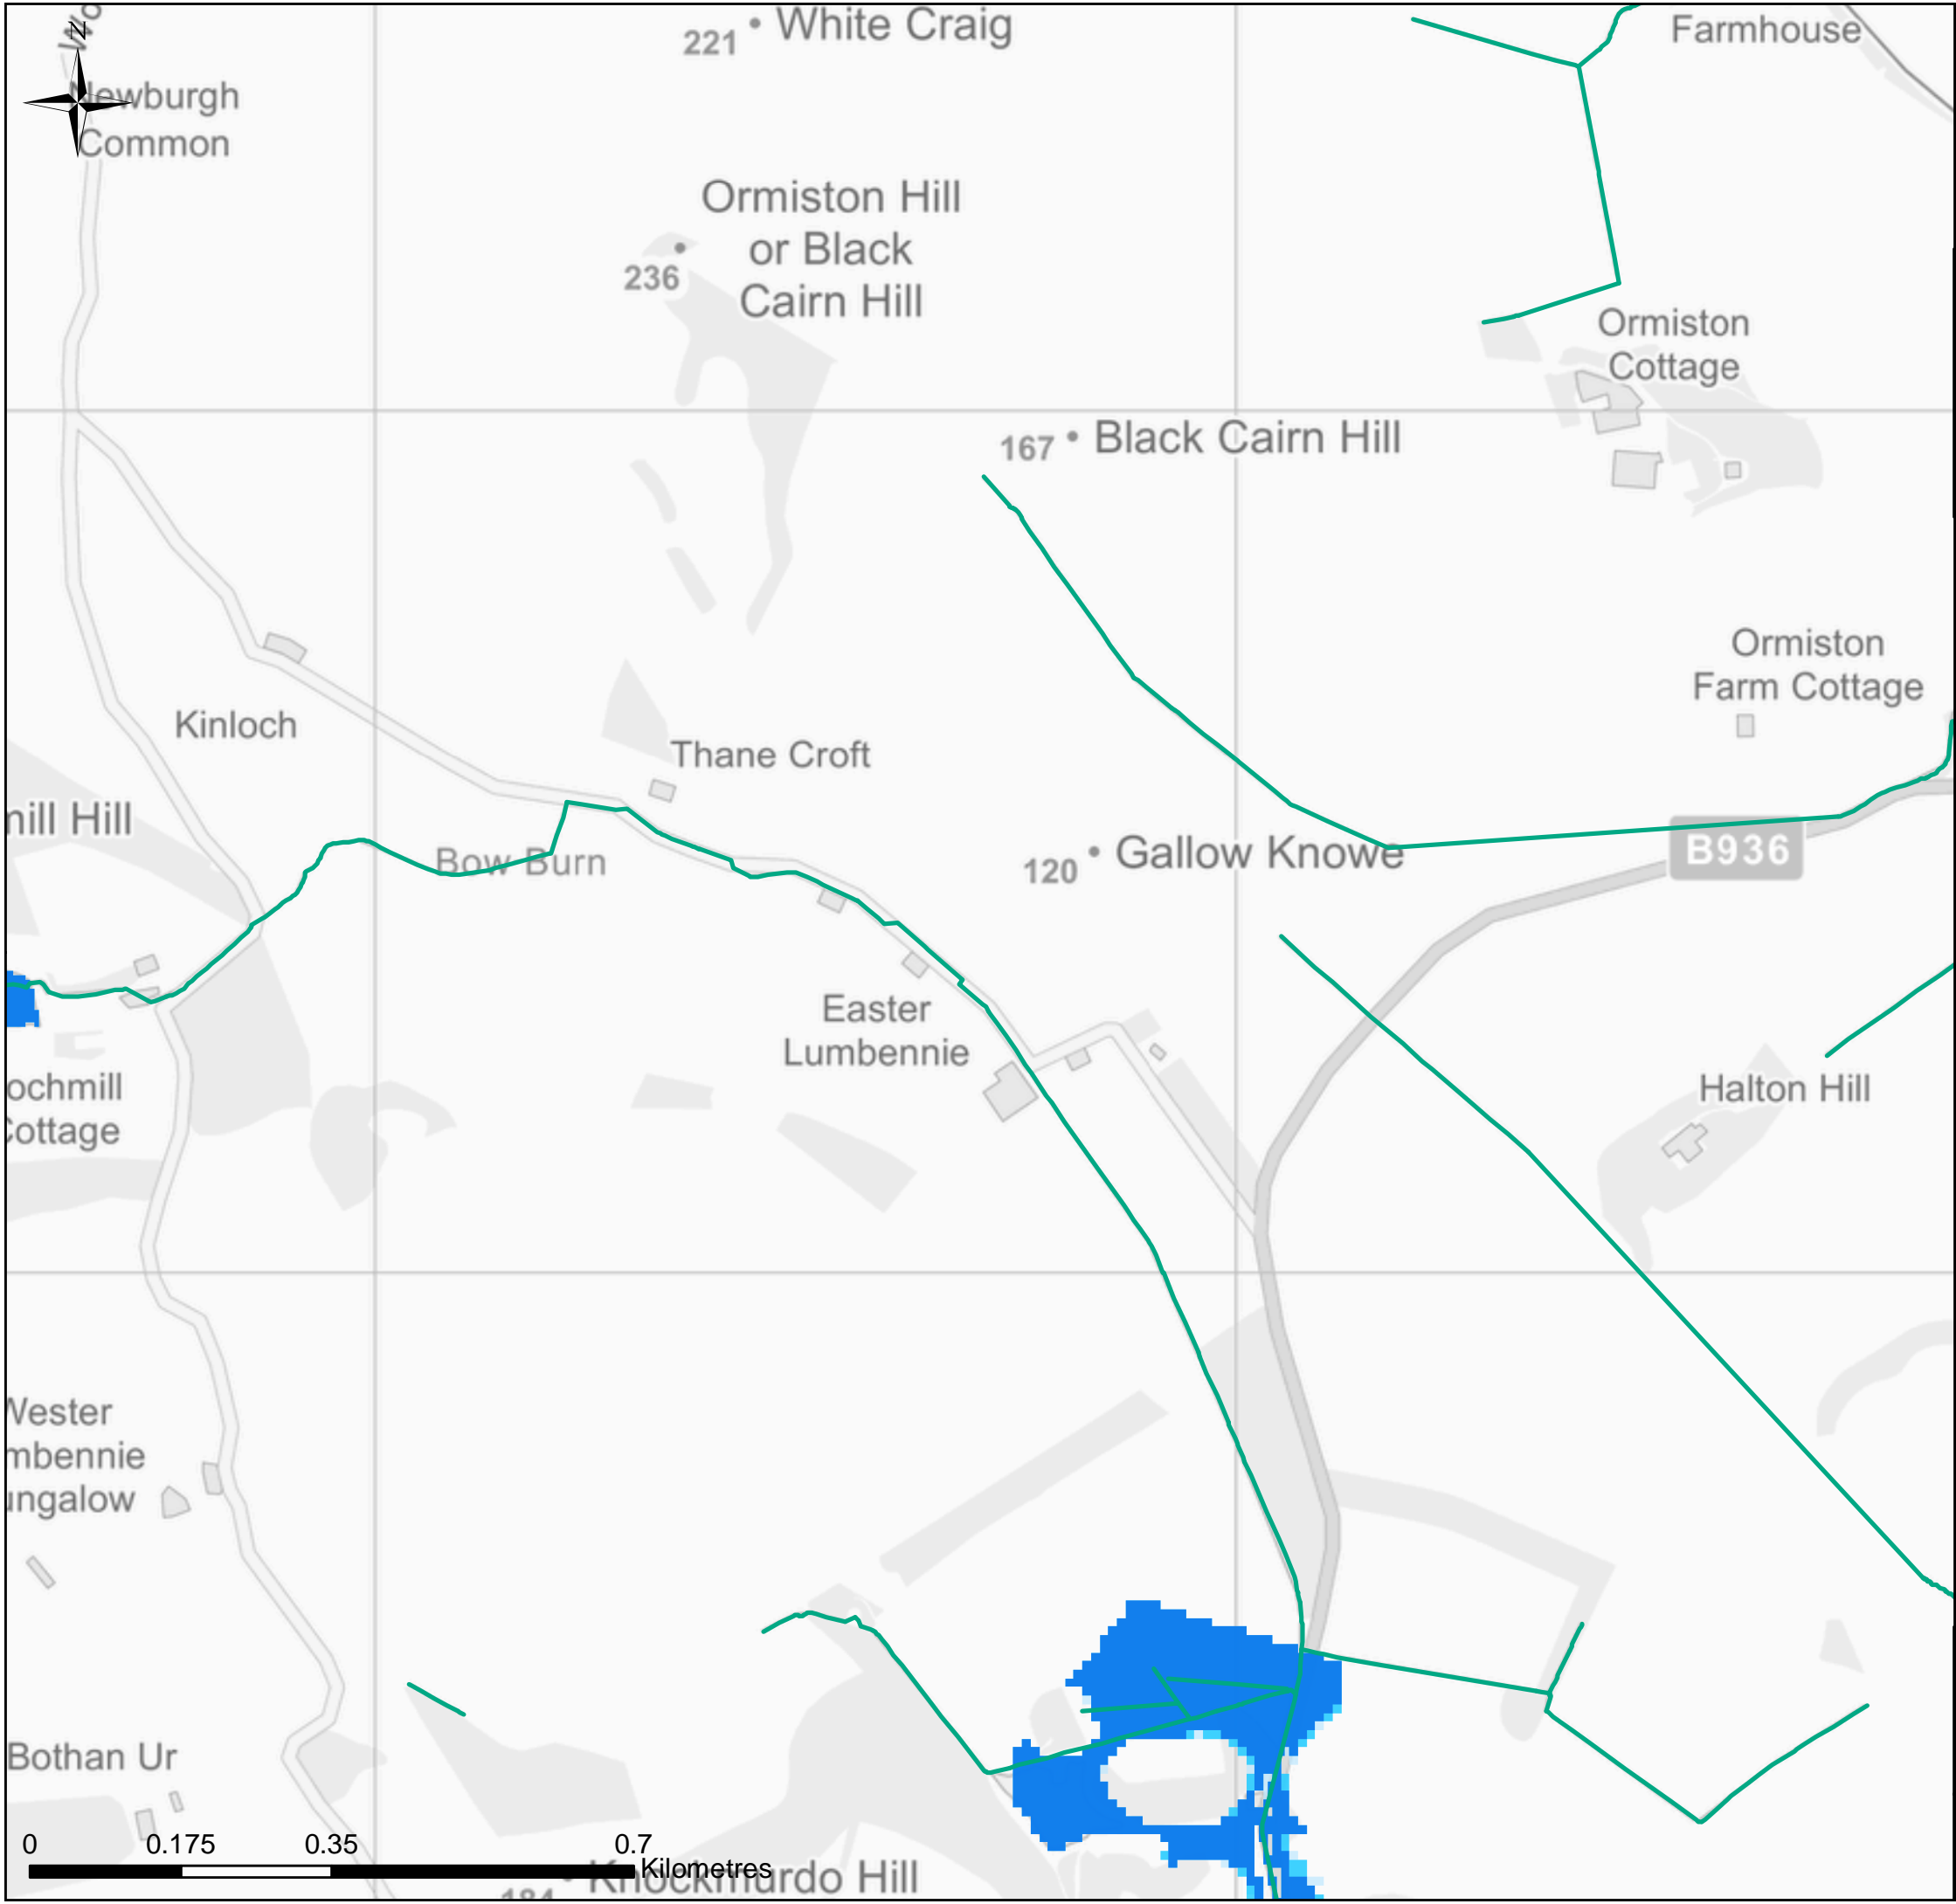 N
221 • White Craig
Farmhouse
Newburgh
Common
Ormiston Hill
or Black
Cairn Hill
236
Ormiston
Cottage
167 • Black Cairn Hill
Ormiston
Farm Cottage
Kinloch
Thane Croft
Hill
Bow Burn
120 • Gallow Knowe
B936
Easter
Lumbennie
ochmill
Cottage
Halton Hill
Wester
mbennie
ungalow
Bothan Ur
0 0.175 0.35 0.7
Kilometres
184 • Knockmurdo Hill